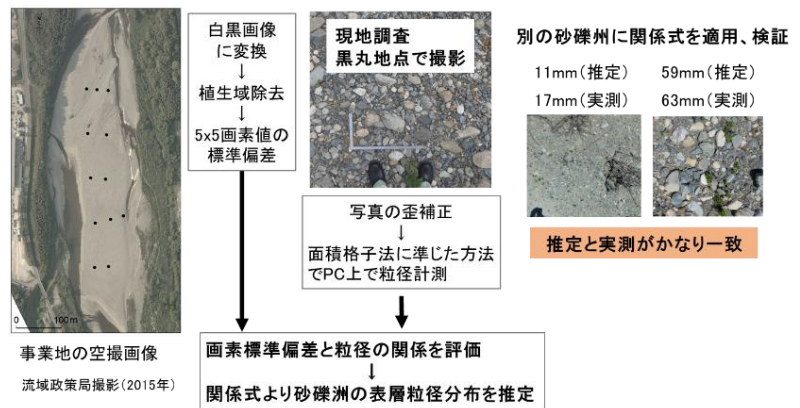 白黒画像
に変換
↓
植生域除去
↓
5x5画素値の
標準偏差
現地調査
黒丸地点で撮影
別の砂礫州に関係式を適用、検証
11mm(推定)
17mm(実測)
59mm(推定)
63mm(実測)
写真の歪補正
↓
面積格子法に準じた方法
でPC上で粒径計測
推定と実測がかなり一致
0 100m
事業地の空撮画像
流域政策局撮影(2015年)
画素標準偏差と粒径の関係を評価
↓
関係式より砂礫洲の表層粒径分布を推定